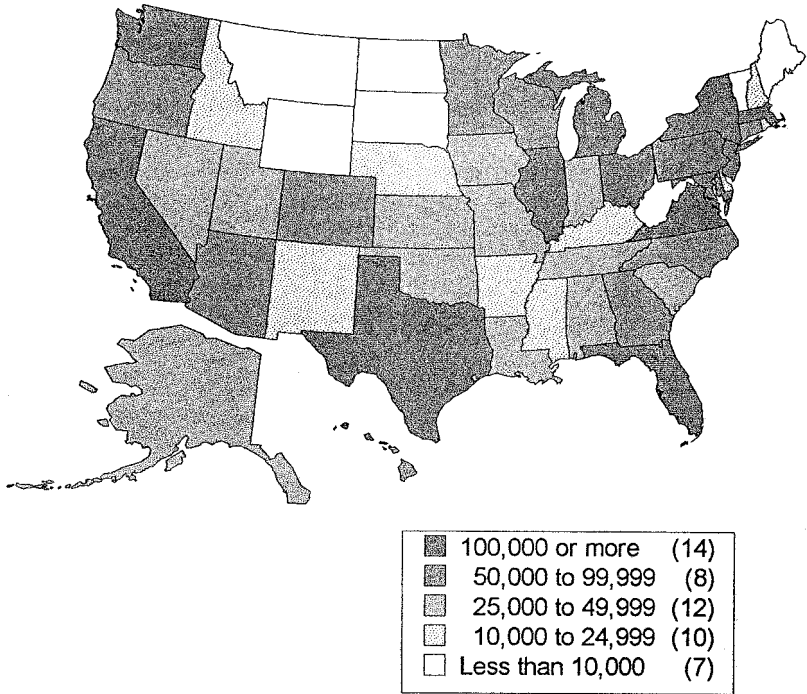 100,000 or more (14)
50,000 to 99,999 (8)
25,000 to 49,999 (12)
10,000 to 24,999 (10)
Less than 10,000 (7)